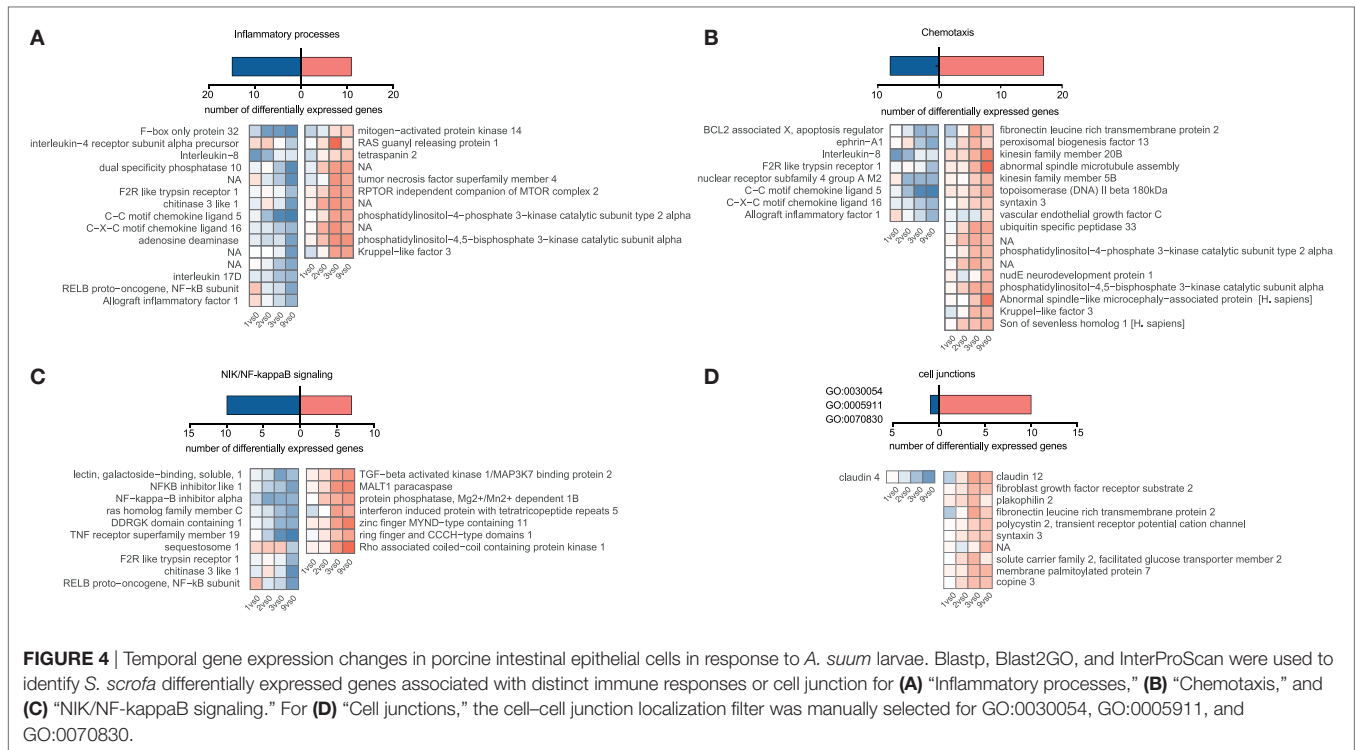 A
Inflammatory processes
20 10 0 10 20
number of differentially expressed genes
F-box only protein 32
interleukin-4 receptor subunit alpha precursor
Interleukin-8
dual specificity phosphatase 10
NA
F2R like trypsin receptor 1
chitinase 3 like 1
C-C motif chemokine ligand 5
C-X-C motif chemokine ligand 16
adenosine deaminase
NA
NA
interleukin 17D
RELB proto-oncogene, NF-kB subunit
Allograft inflammatory factor 1
1vs0 2vs0 3vs0 9vs0
mitogen-activated protein kinase 14
RAS guanyl releasing protein 1
tetraspanin 2
NA
tumor necrosis factor superfamily member 4
RPTOR independent companion of MTOR complex 2
NA
phosphatidylinositol-4-phosphate 3-kinase catalytic subunit type 2 alpha
NA
phosphatidylinositol-4,5-bisphosphate 3-kinase catalytic subunit alpha
Kruppel-like factor 3
1vs0 2vs0 3vs0 9vs0
B
Chemotaxis
10 0 10 20
number of differentially expressed genes
BCL2 associated X, apoptosis regulator
ephrin-A1
Interleukin-8
F2R like trypsin receptor 1
nuclear receptor subfamily 4 group A M2
C-C motif chemokine ligand 5
C-X-C motif chemokine ligand 16
Allograft inflammatory factor 1
1vs0 2vs0 3vs0 9vs0
fibronectin leucine rich transmembrane protein 2
peroxisomal biogenesis factor 13
kinesin family member 20B
abnormal spindle microtubule assembly
kinesin family member 5B
topoisomerase (DNA) II beta 180kDa
syntaxin 3
vascular endothelial growth factor C
ubiquitin specific peptidase 33
NA
phosphatidylinositol-4-phosphate 3-kinase catalytic subunit type 2 alpha
NA
nudE neurodevelopment protein 1
phosphatidylinositol-4,5-bisphosphate 3-kinase catalytic subunit alpha
Abnormal spindle-like microcephaly-associated protein [H. sapiens]
Kruppel-like factor 3
Son of sevenless homolog 1 [H. sapiens]
1vs0 2vs0 3vs0 9vs0
C
NIK/NF-kappaB signaling
15 10 5 0 5 10
number of differentially expressed genes
lectin, galactoside-binding, soluble, 1
NFKB inhibitor like 1
NF-kappa-B inhibitor alpha
ras homolog family member C
DDRGK domain containing 1
TNF receptor superfamily member 19
sequestosome 1
F2R like trypsin receptor 1
chitinase 3 like 1
RELB proto-oncogene, NF-kB subunit
1vs0 2vs0 3vs0 9vs0
TGF-beta activated kinase 1/MAP3K7 binding protein 2
MALT1 paracaspase
protein phosphatase, Mg2+/Mn2+ dependent 1B
interferon induced protein with tetratricopeptide repeats 5
zinc finger MYND-type containing 11
ring finger and CCCH-type domains 1
Rho associated coiled-coil containing protein kinase 1
1vs0 2vs0 3vs0 9vs0
D
cell junctions
GO:0030054
GO:0005911
GO:0070830
5 0 5 10 15
number of differentially expressed genes
claudin 4
1vs0 2vs0 3vs0 9vs0
claudin 12
fibroblast growth factor receptor substrate 2
plakophilin 2
fibronectin leucine rich transmembrane protein 2
polycystin 2, transient receptor potential cation channel
syntaxin 3
NA
solute carrier family 2, facilitated glucose transporter member 2
membrane palmitoylated protein 7
copine 3
1vs0 2vs0 3vs0 9vs0
FIGURE 4 | Temporal gene expression changes in porcine intestinal epithelial cells in response to A. suum larvae. Blastp, Blast2GO, and InterProScan were used to
identify S. scrofa differentially expressed genes associated with distinct immune responses or cell junction for (A) “Inflammatory processes,” (B) “Chemotaxis,” and
(C) “NIK/NF-kappaB signaling.” For (D) “Cell junctions,” the cell–cell junction localization filter was manually selected for GO:0030054, GO:0005911, and
GO:0070830.